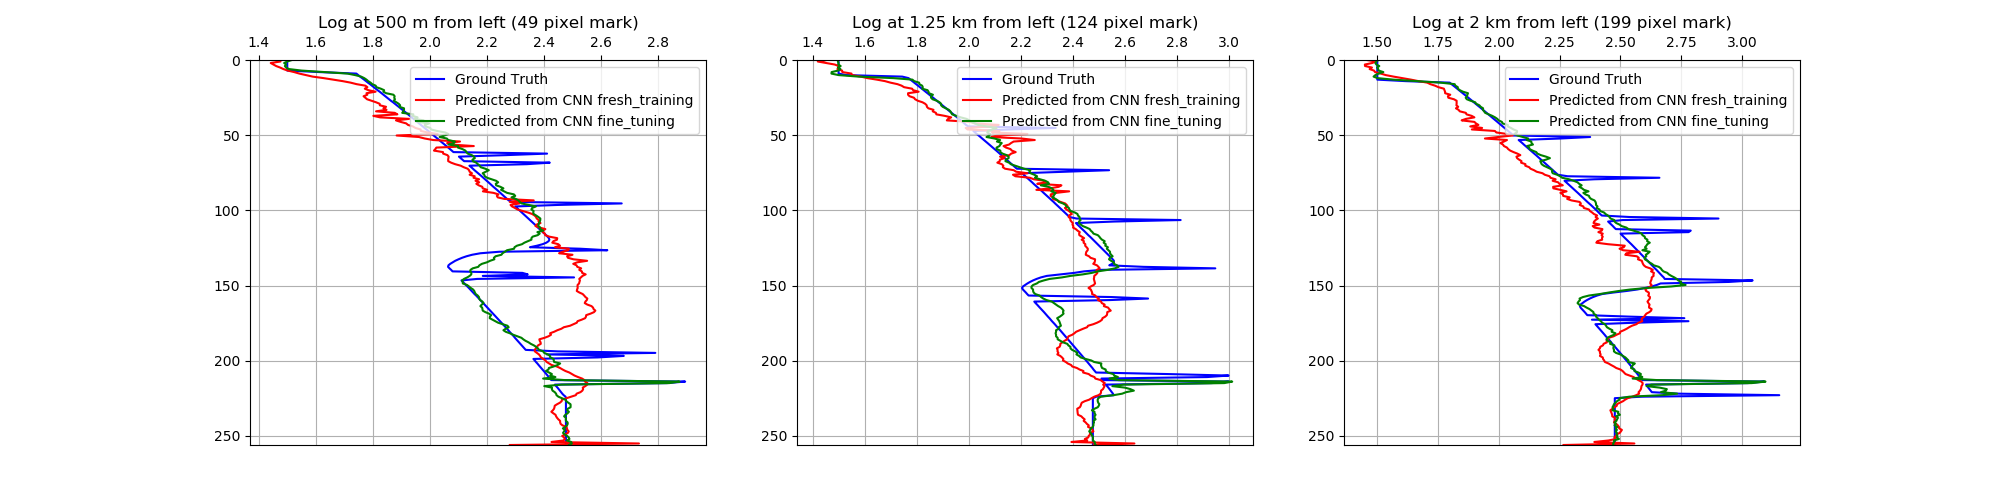 Log at 500 m from left (49 pixel mark)
1.4 1.6 1.8 2.0 2.2 2.4 2.6 2.8
0
50
100
150
200
250
Ground Truth
Predicted from CNN fresh_training
Predicted from CNN fine_tuning
Log at 1.25 km from left (124 pixel mark)
1.4 1.6 1.8 2.0 2.2 2.4 2.6 2.8 3.0
0
50
100
150
200
250
Ground Truth
Predicted from CNN fresh_training
Predicted from CNN fine_tuning
Log at 2 km from left (199 pixel mark)
1.50 1.75 2.00 2.25 2.50 2.75 3.00
0
50
100
150
200
250
Ground Truth
Predicted from CNN fresh_training
Predicted from CNN fine_tuning